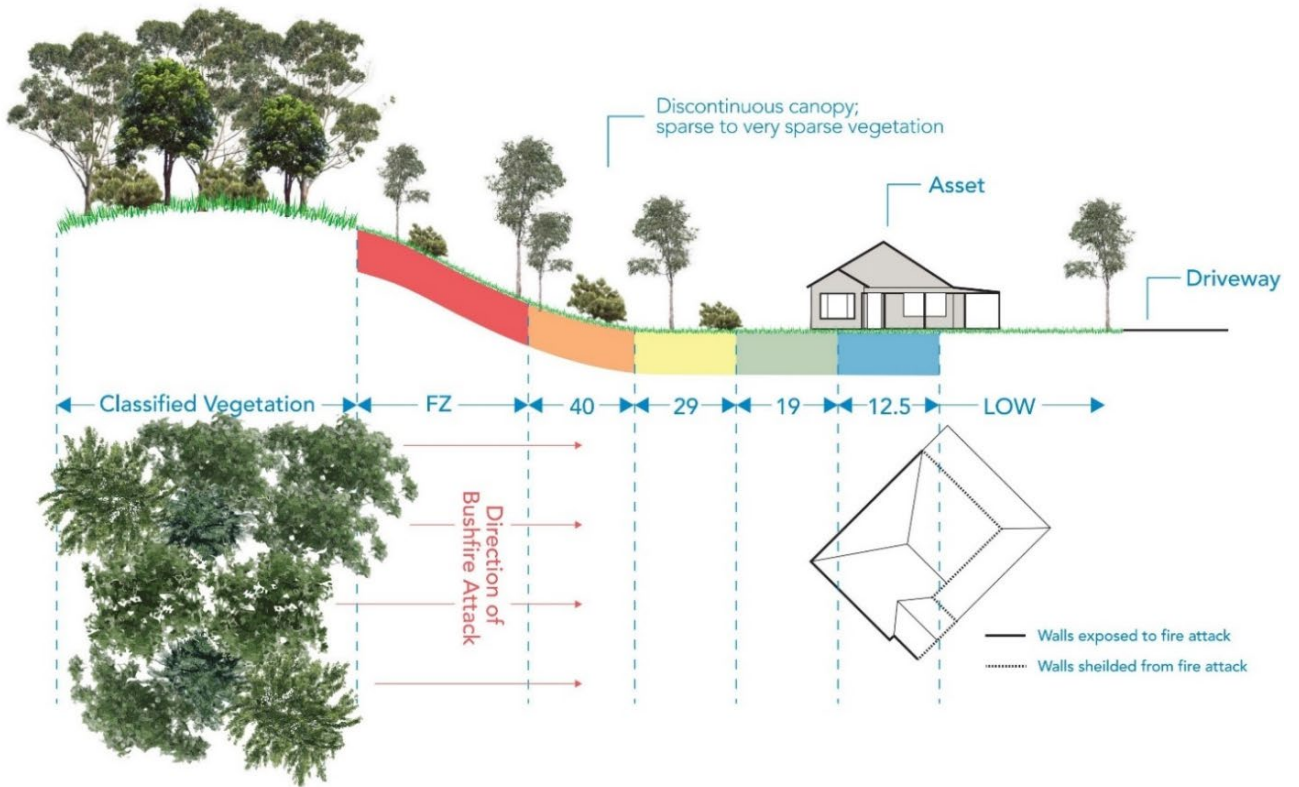 Discontinuous canopy;
sparse to very sparse vegetation
Asset
Driveway
Classified Vegetation
FZ
40
29
19
12.5
LOW
Direction of
Bushfire Attack
Walls exposed to fire attack
Walls sheilded from fire attack